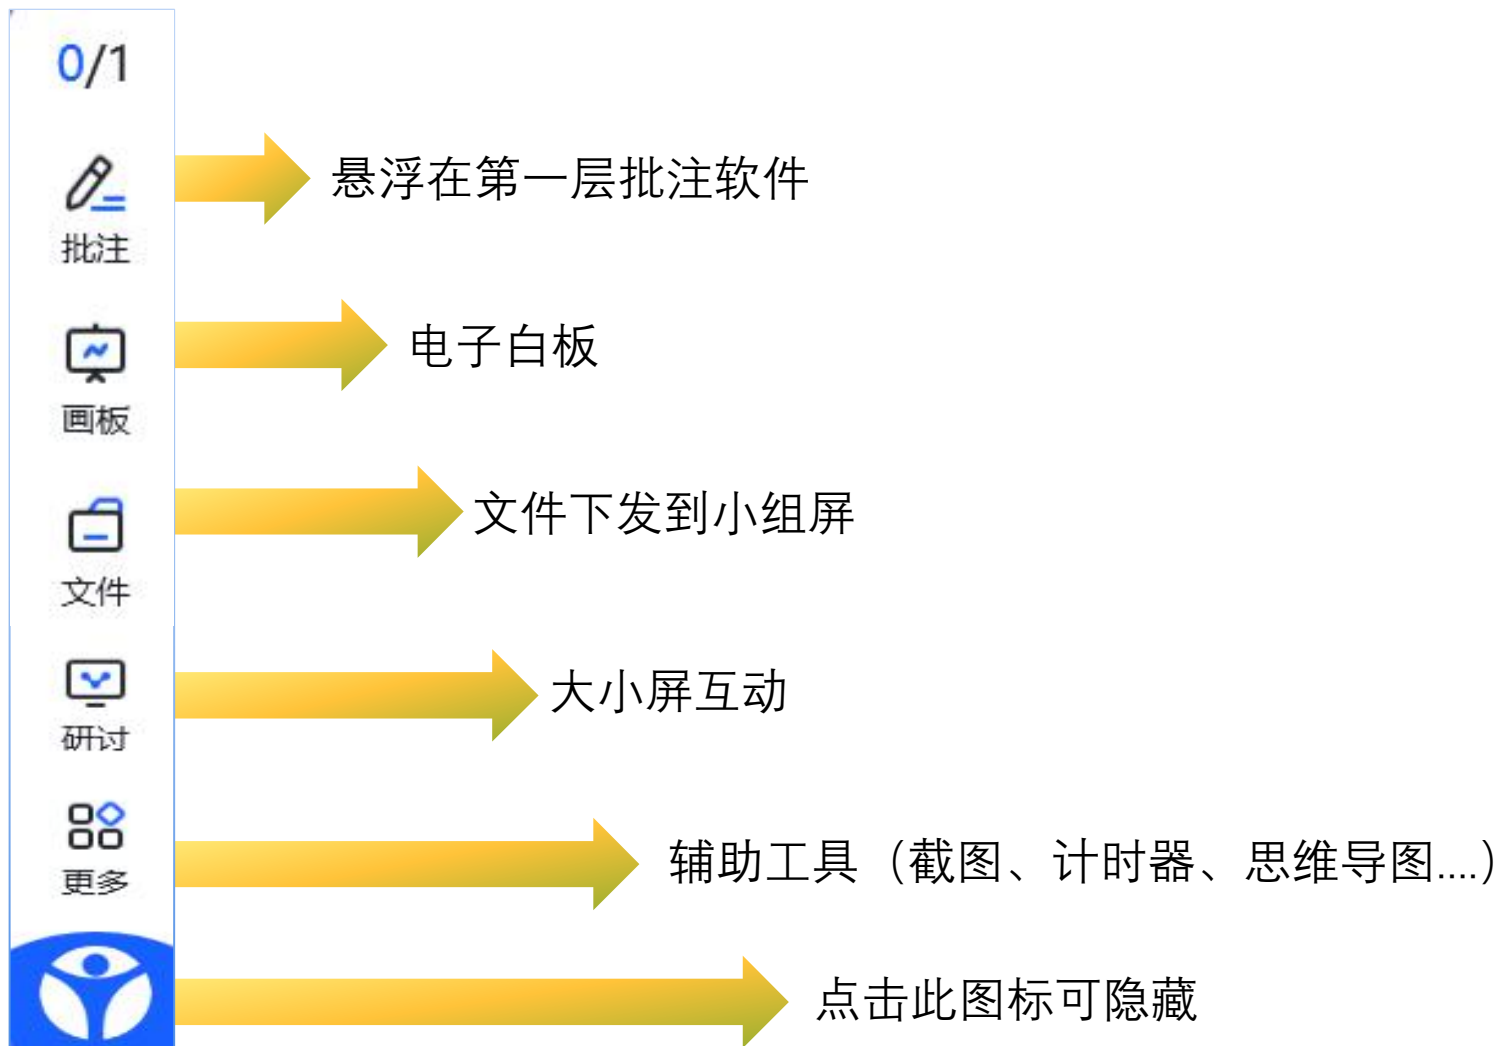 0/1
批注
悬浮在第一层批注软件
画板
电子白板
文件
文件下发到小组屏
研讨
大小屏互动
更多
辅助工具（截图、计时器、思维导图....）
点击此图标可隐藏